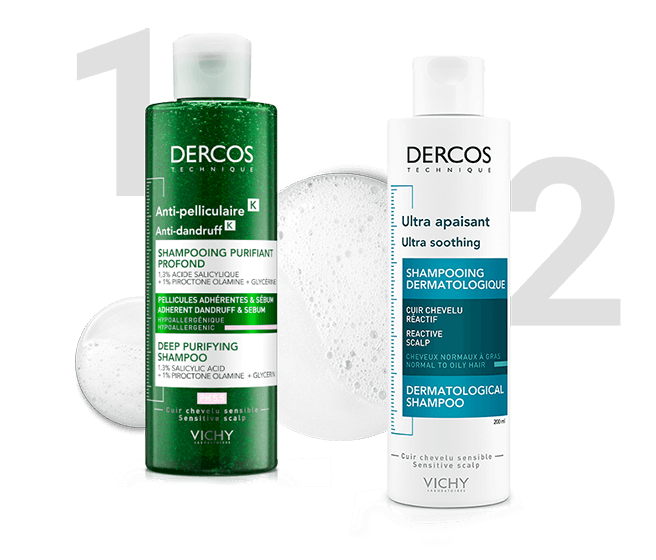 1
DERCOS
TECHNIQUE
Anti-pelliculaire K
Anti-dandruff K
SHAMPOOING PURIFIANT
PROFOND
1,3% ACIDE SALICYLIQUE
+ 1% PIROCTONE OLAMINE + GLYCÉRINE
PELLICULES ADHÉRENTES & SÉBUM
ADHERENT DANDRUFF & SEBUM
HYPOALLERGÉNIQUE
HYPOALLERGENIC
DEEP PURIFYING
SHAMPOO
1.3% SALICYLIC ACID
+ 1% PIROCTONE OLAMINE + GLYCERIN
Cuir chevelu sensible
Sensitive scalp
VICHY
LABORATOIRES
2
DERCOS
TECHNIQUE
Ultra apaisant
Ultra soothing
SHAMPOOING
DERMATOLOGIQUE
CUIR CHEVELU
RÉACTIF
REACTIVE
SCALP
CHEVEUX NORMAUX À GRAS
NORMAL TO OILY HAIR
DERMATOLOGICAL
SHAMPOO
200 ml
Cuir chevelu sensible
Sensitive scalp
VICHY
LABORATOIRES